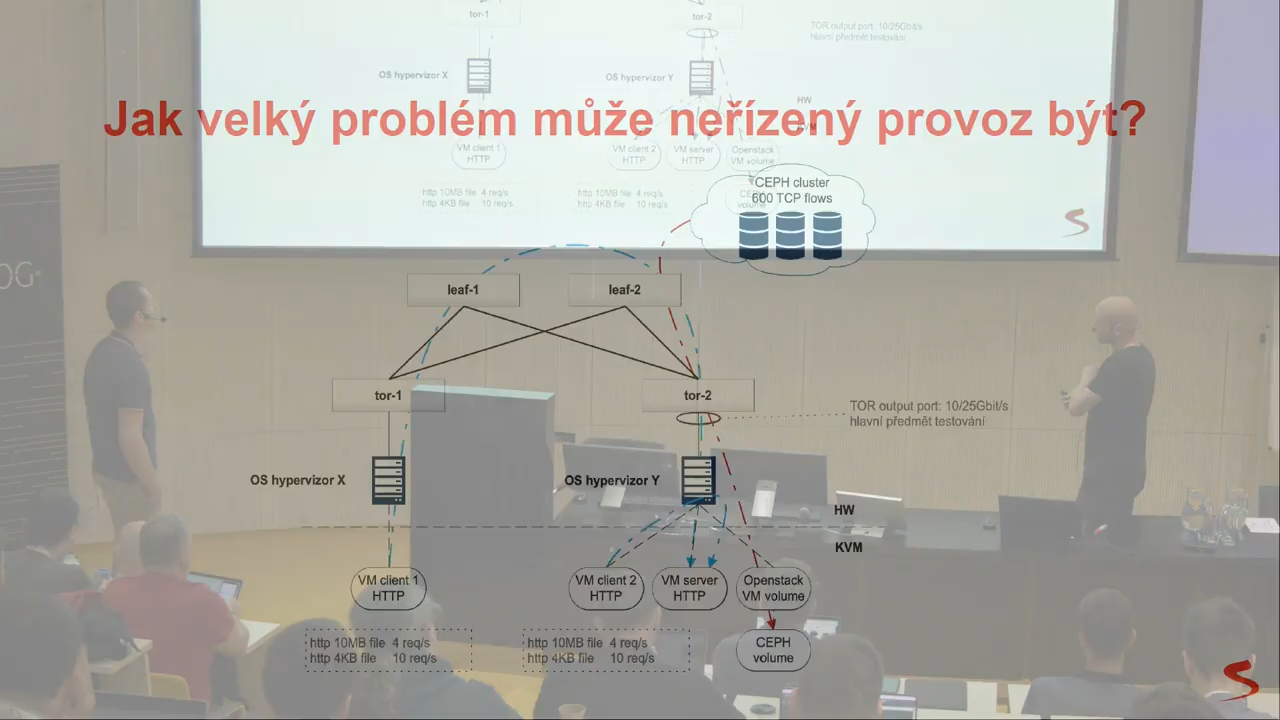 tor-1
tor-2
TOR output port: 10/25Gbit/s
hlavní předmět testování
OS hypervizor X
OS hypervizor Y
HW
Jak velký problém může neřízený provoz být?
VM client 1
HTTP
VM client 2
HTTP
VM server
HTTP
Openstack
VM volume
http 10MB file 4 req/s
http 4KB file 10 req/s
http 10MB file 4 req/s
http 4KB file 10 req/s
CEPH cluster
600 TCP flows
leaf-1
leaf-2
tor-1
tor-2
TOR output port: 10/25Gbit/s
hlavní předmět testování
OS hypervizor X
OS hypervizor Y
HW
KVM
VM client 1
HTTP
VM client 2
HTTP
VM server
HTTP
Openstack
VM volume
http 10MB file 4 req/s
http 4KB file 10 req/s
http 10MB file 4 req/s
http 4KB file 10 req/s
CEPH
volume